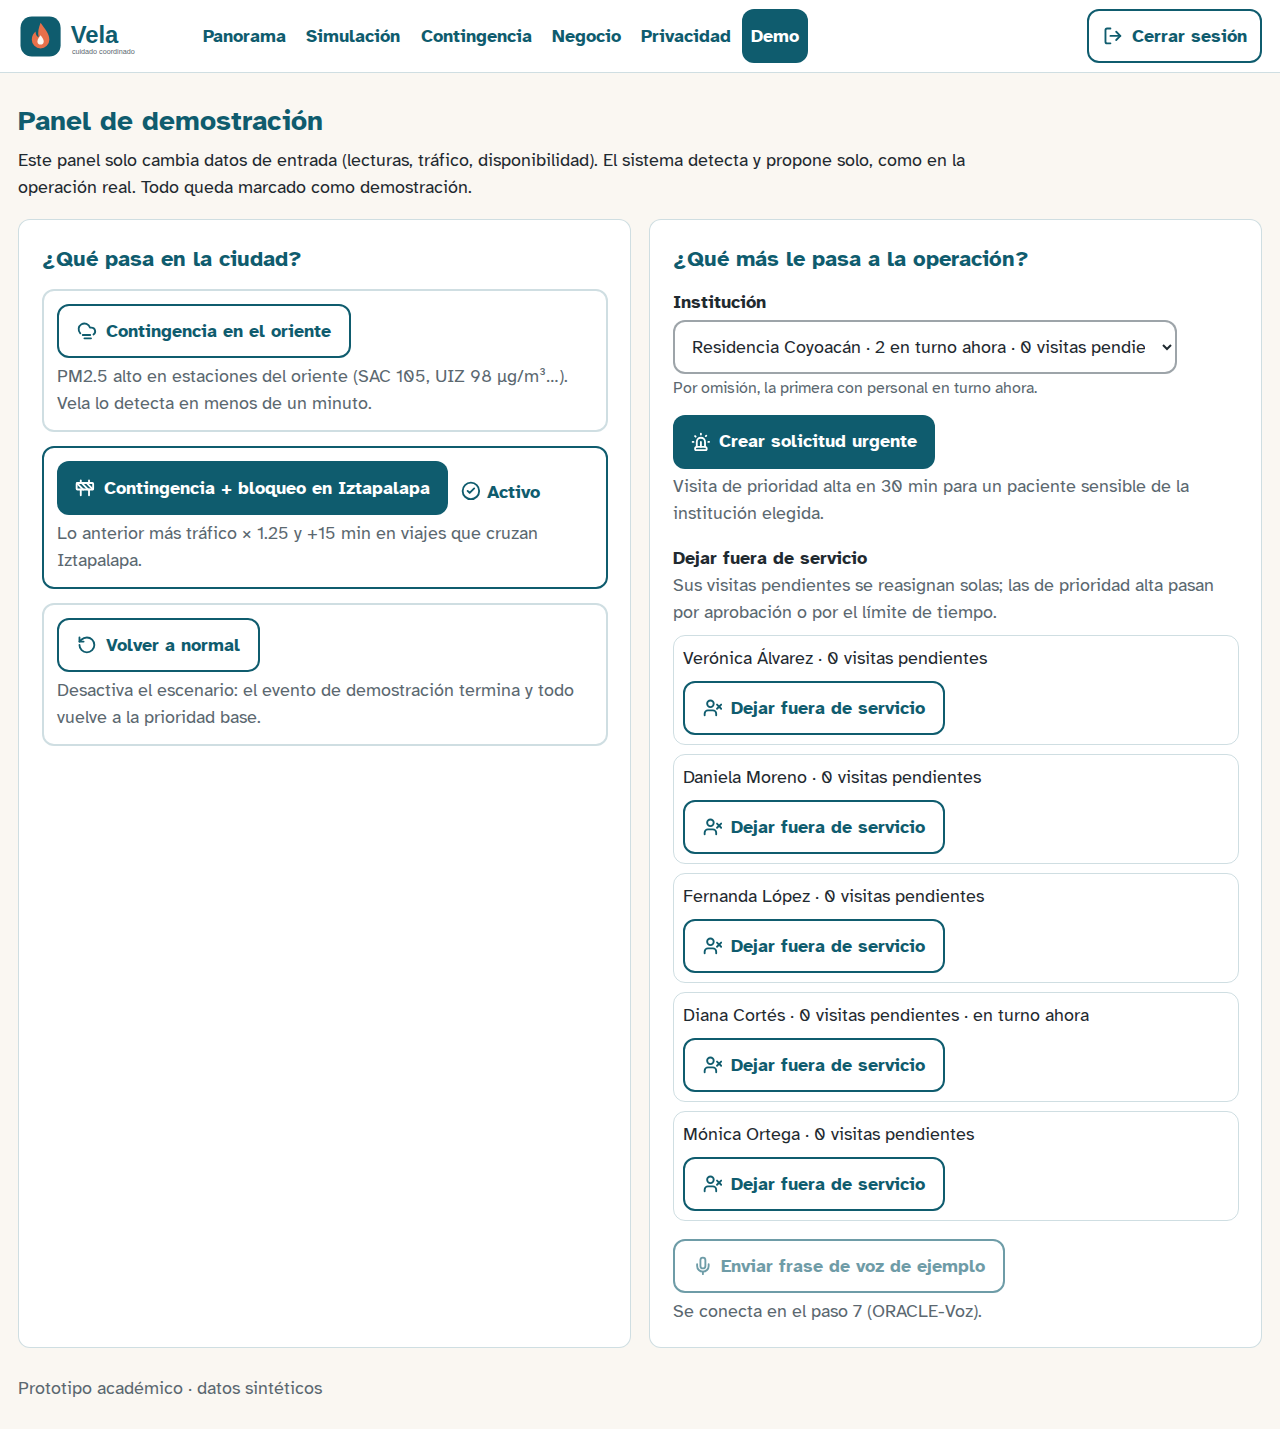 Vela
cuidado coordinado
Panorama
Simulación
Contingencia
Negocio
Privacidad
Demo
Cerrar sesión
Panel de demostración
Este panel solo cambia datos de entrada (lecturas, tráfico, disponibilidad). El sistema detecta y propone solo, como en la
operación real. Todo queda marcado como demostración.
¿Qué pasa en la ciudad?
Contingencia en el oriente
PM2.5 alto en estaciones del oriente (SAC 105, UIZ 98 µg/m³…).
Vela lo detecta en menos de un minuto.
Contingencia + bloqueo en Iztapalapa
Activo
Lo anterior más tráfico × 1.25 y +15 min en viajes que cruzan
Iztapalapa.
Volver a normal
Desactiva el escenario: el evento de demostración termina y todo
vuelve a la prioridad base.
¿Qué más le pasa a la operación?
Institución
Residencia Coyoacán · 2 en turno ahora · 0 visitas pendie
Por omisión, la primera con personal en turno ahora.
Crear solicitud urgente
Visita de prioridad alta en 30 min para un paciente sensible de la
institución elegida.
Dejar fuera de servicio
Sus visitas pendientes se reasignan solas; las de prioridad alta pasan
por aprobación o por el límite de tiempo.
Verónica Álvarez · 0 visitas pendientes
Dejar fuera de servicio
Daniela Moreno · 0 visitas pendientes
Dejar fuera de servicio
Fernanda López · 0 visitas pendientes
Dejar fuera de servicio
Diana Cortés · 0 visitas pendientes · en turno ahora
Dejar fuera de servicio
Mónica Ortega · 0 visitas pendientes
Dejar fuera de servicio
Enviar frase de voz de ejemplo
Se conecta en el paso 7 (ORACLE-Voz).
Prototipo académico · datos sintéticos